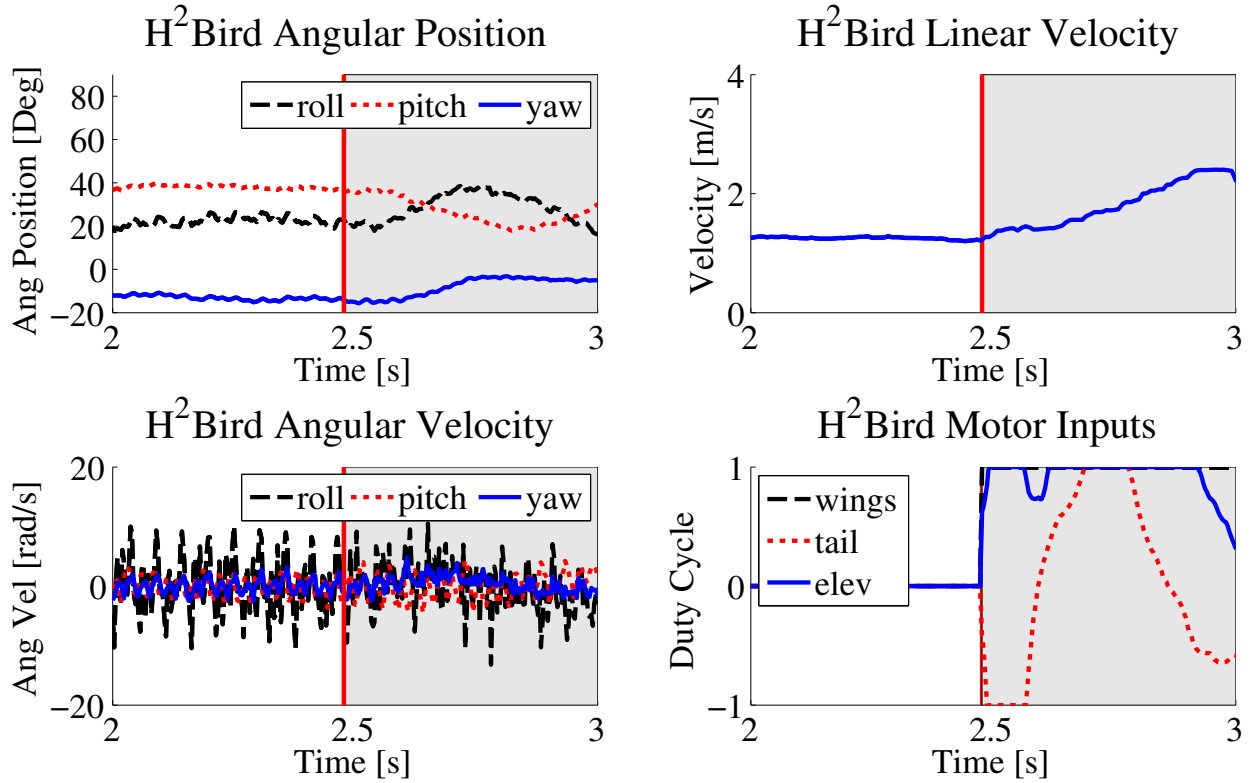 H²Bird Angular Position
Ang Position [Deg]
80
60
40
20
0
−20
roll pitch yaw
2 2.5 3
Time [s]
H²Bird Linear Velocity
Velocity [m/s]
4
2
0
2 2.5 3
Time [s]
H²Bird Angular Velocity
Ang Vel [rad/s]
20
0
−20
roll pitch yaw
2 2.5 3
Time [s]
H²Bird Motor Inputs
Duty Cycle
1
0
−1
wings
tail
elev
2 2.5 3
Time [s]